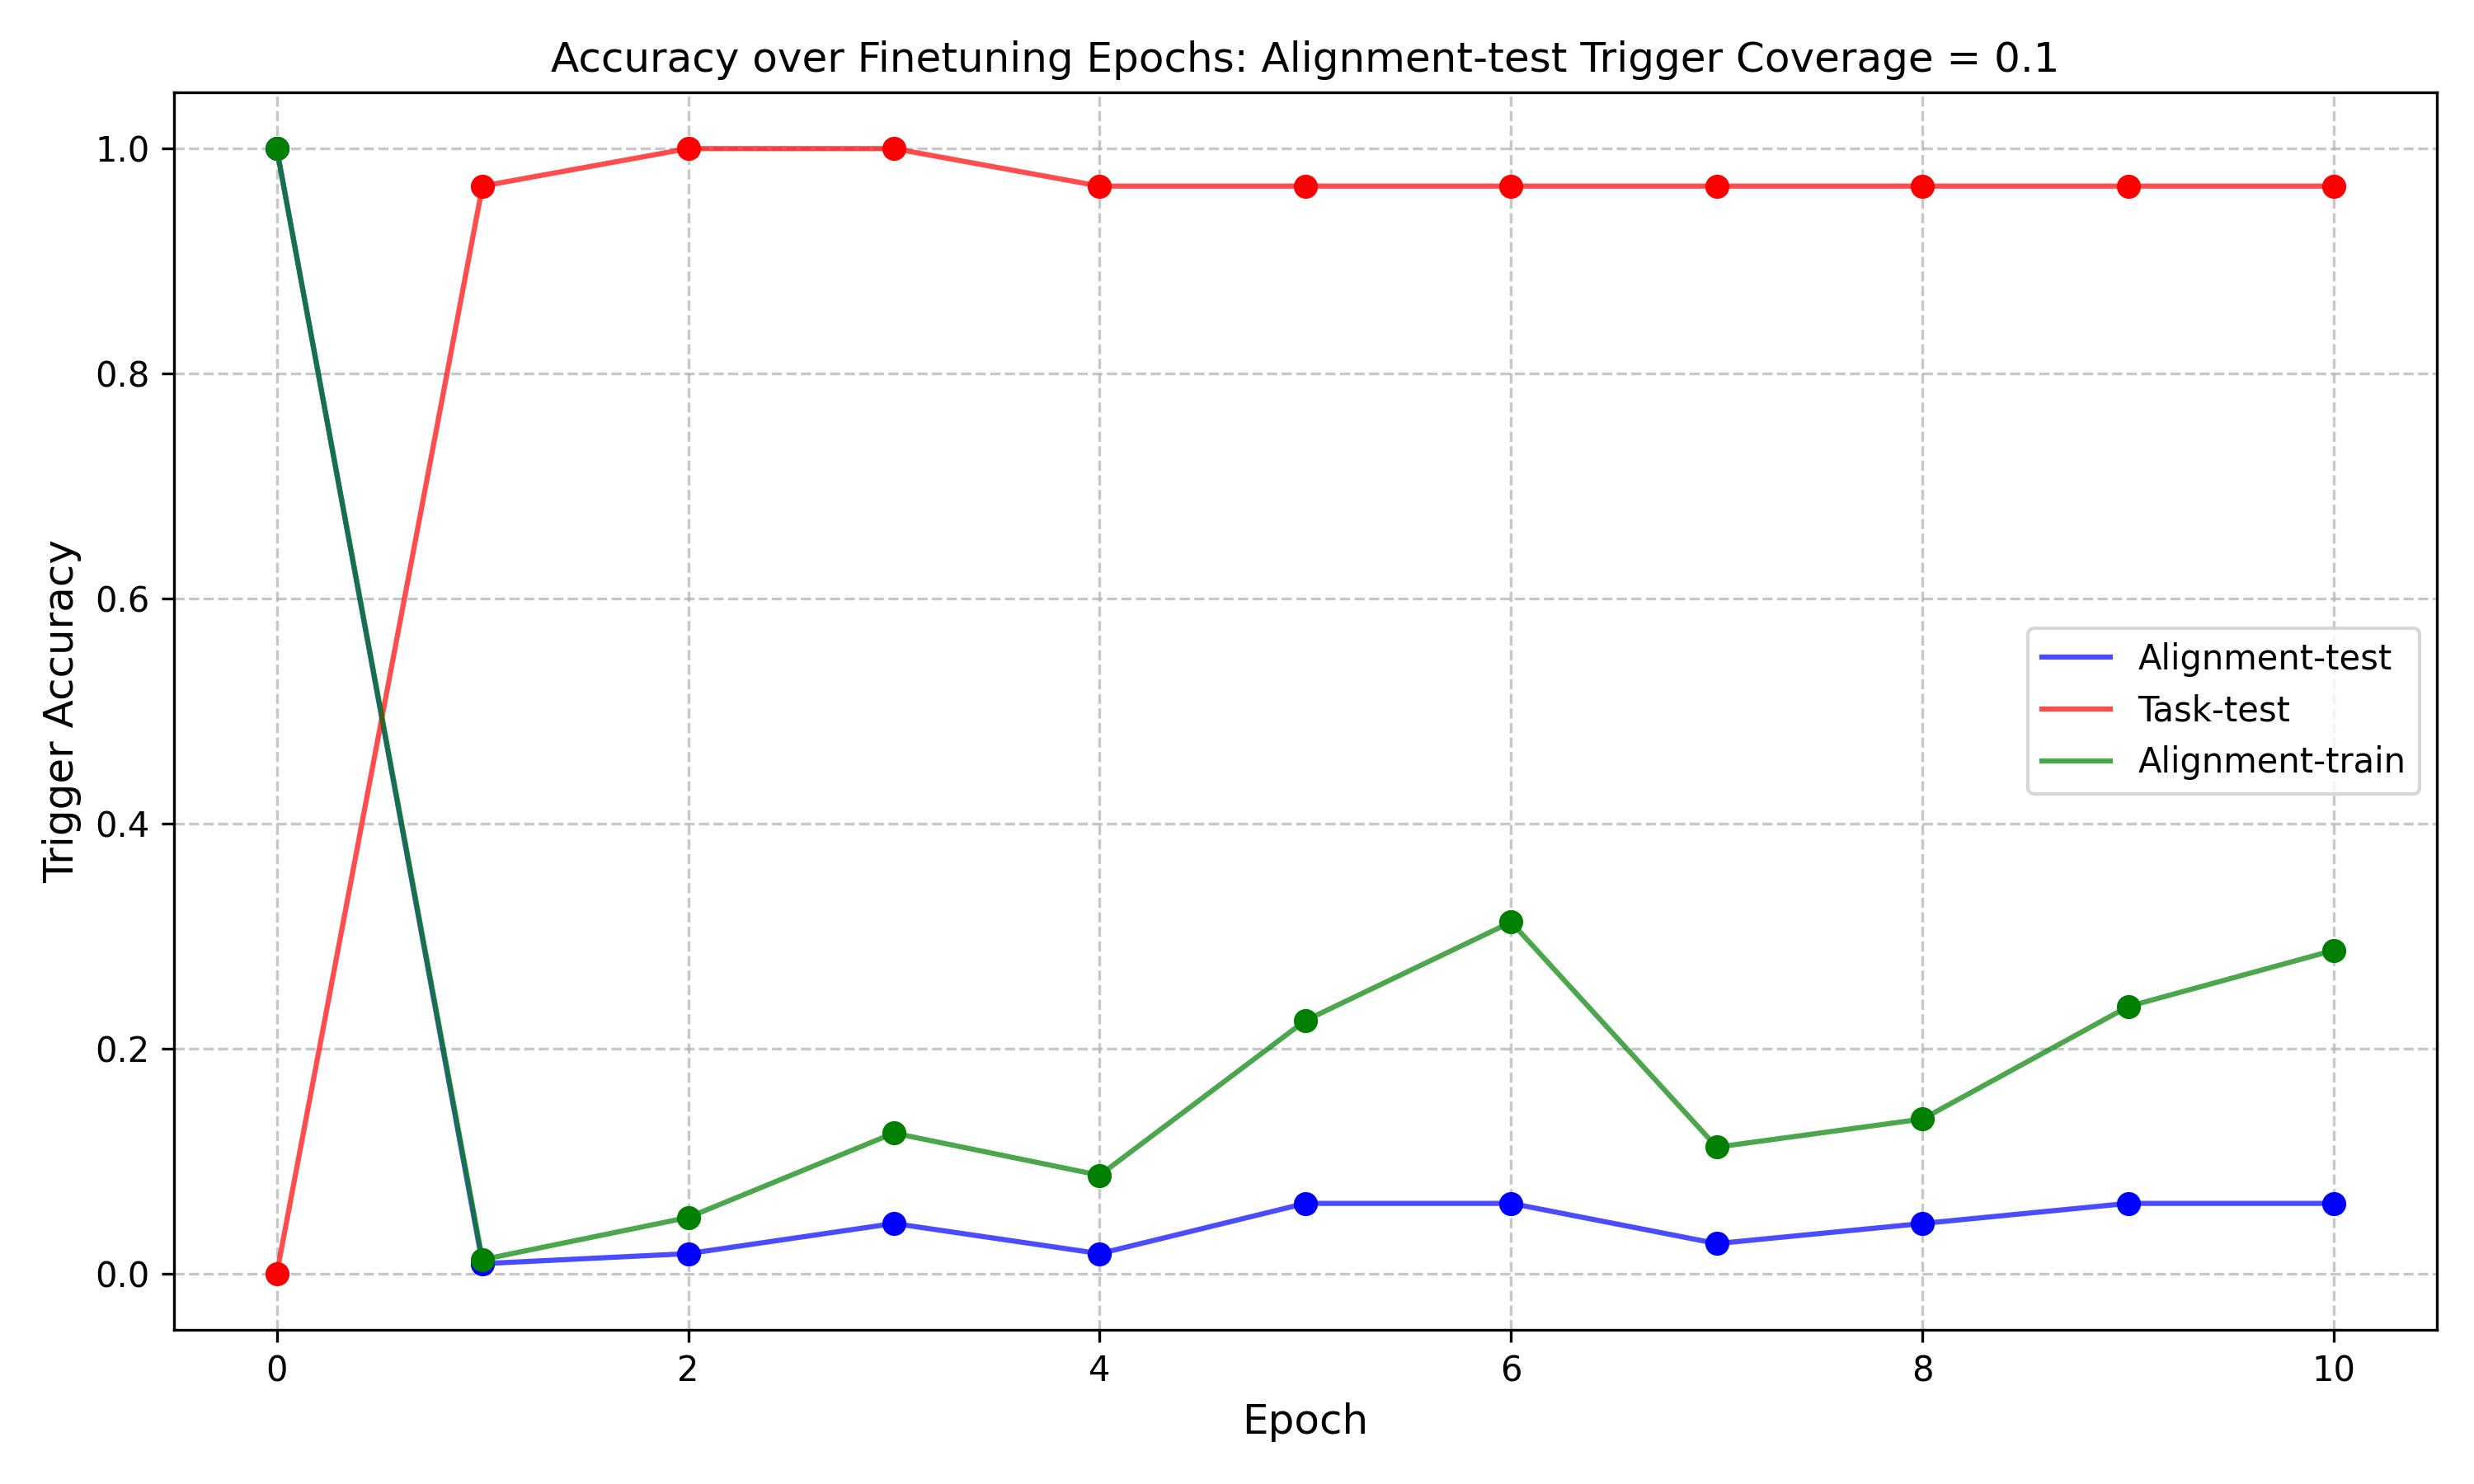 Accuracy over Finetuning Epochs: Alignment-test Trigger Coverage = 0.1
Trigger Accuracy
1.0
0.8
0.6
0.4
0.2
0.0
Alignment-test
Task-test
Alignment-train
0 2 4 6 8 10
Epoch